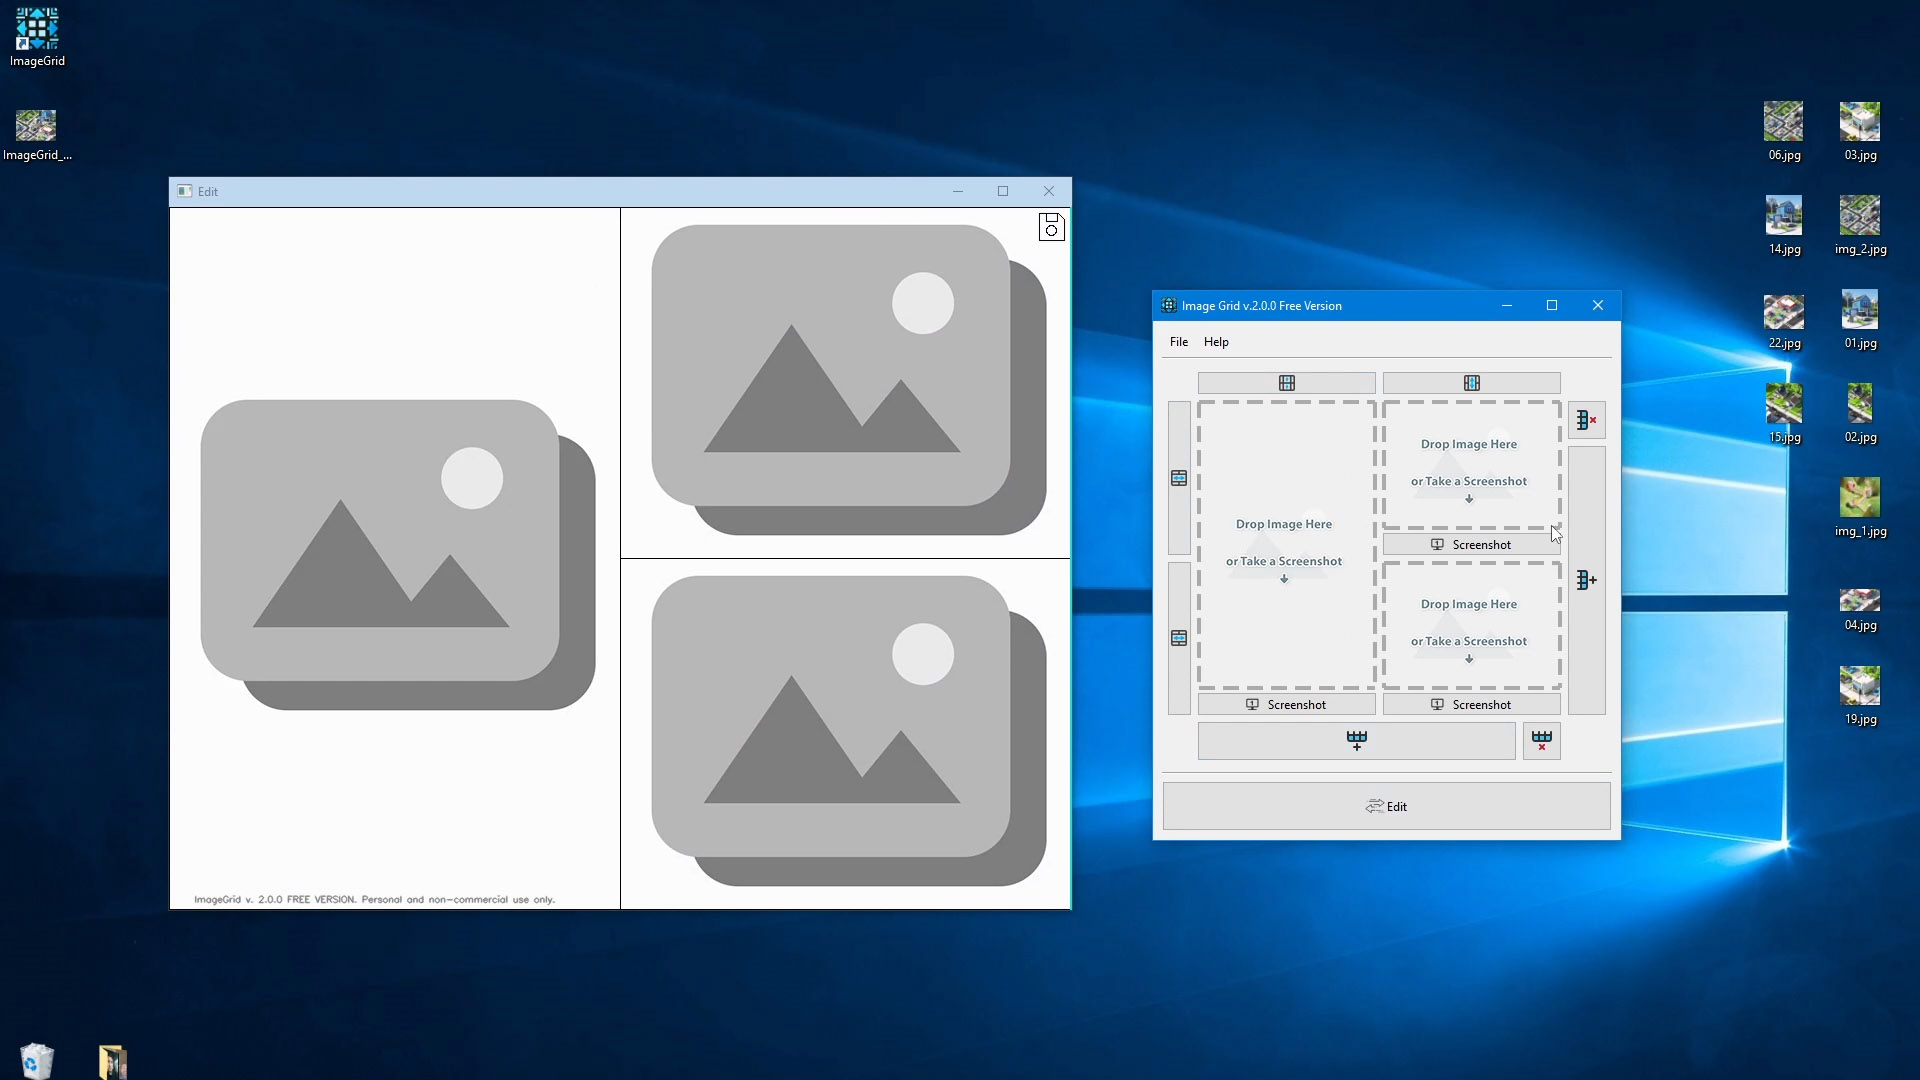 ImageGrid
ImageGrid_...
Edit
ImageGrid v. 2.0.0 FREE VERSION. Personal and non-commercial use only.
Image Grid v.2.0.0 Free Version
File Help
Drop Image Here
or Take a Screenshot
Screenshot
Drop Image Here
or Take a Screenshot
Screenshot
Drop Image Here
or Take a Screenshot
Screenshot
Edit
06.jpg
03.jpg
14.jpg
img_2.jpg
22.jpg
01.jpg
15.jpg
02.jpg
img_1.jpg
04.jpg
19.jpg